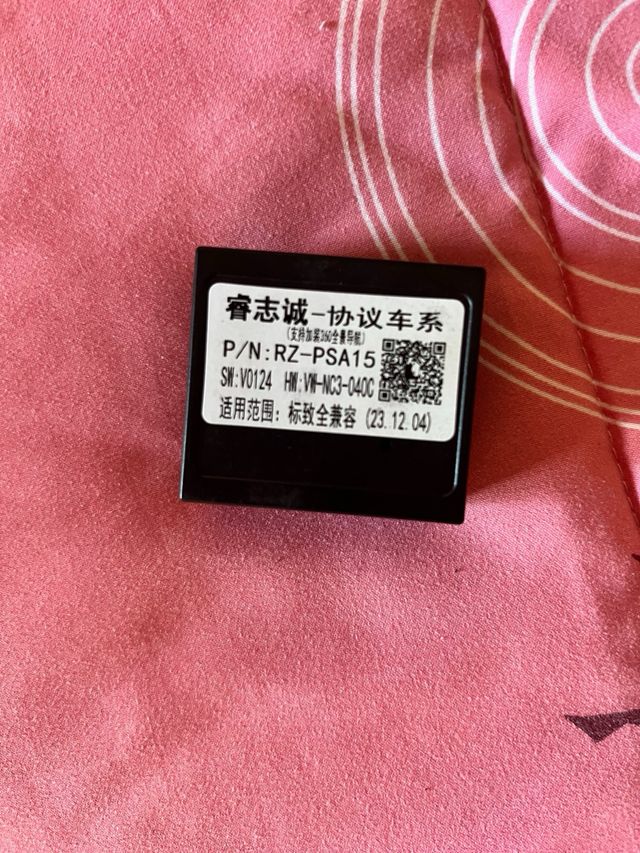 睿志诚-协议车系
(支持加装360全景导航)
P/N:RZ-PSA15
SW:V0124 HW:VW-NC3-040C
适用范围: 标致全兼容 (23.12.04)